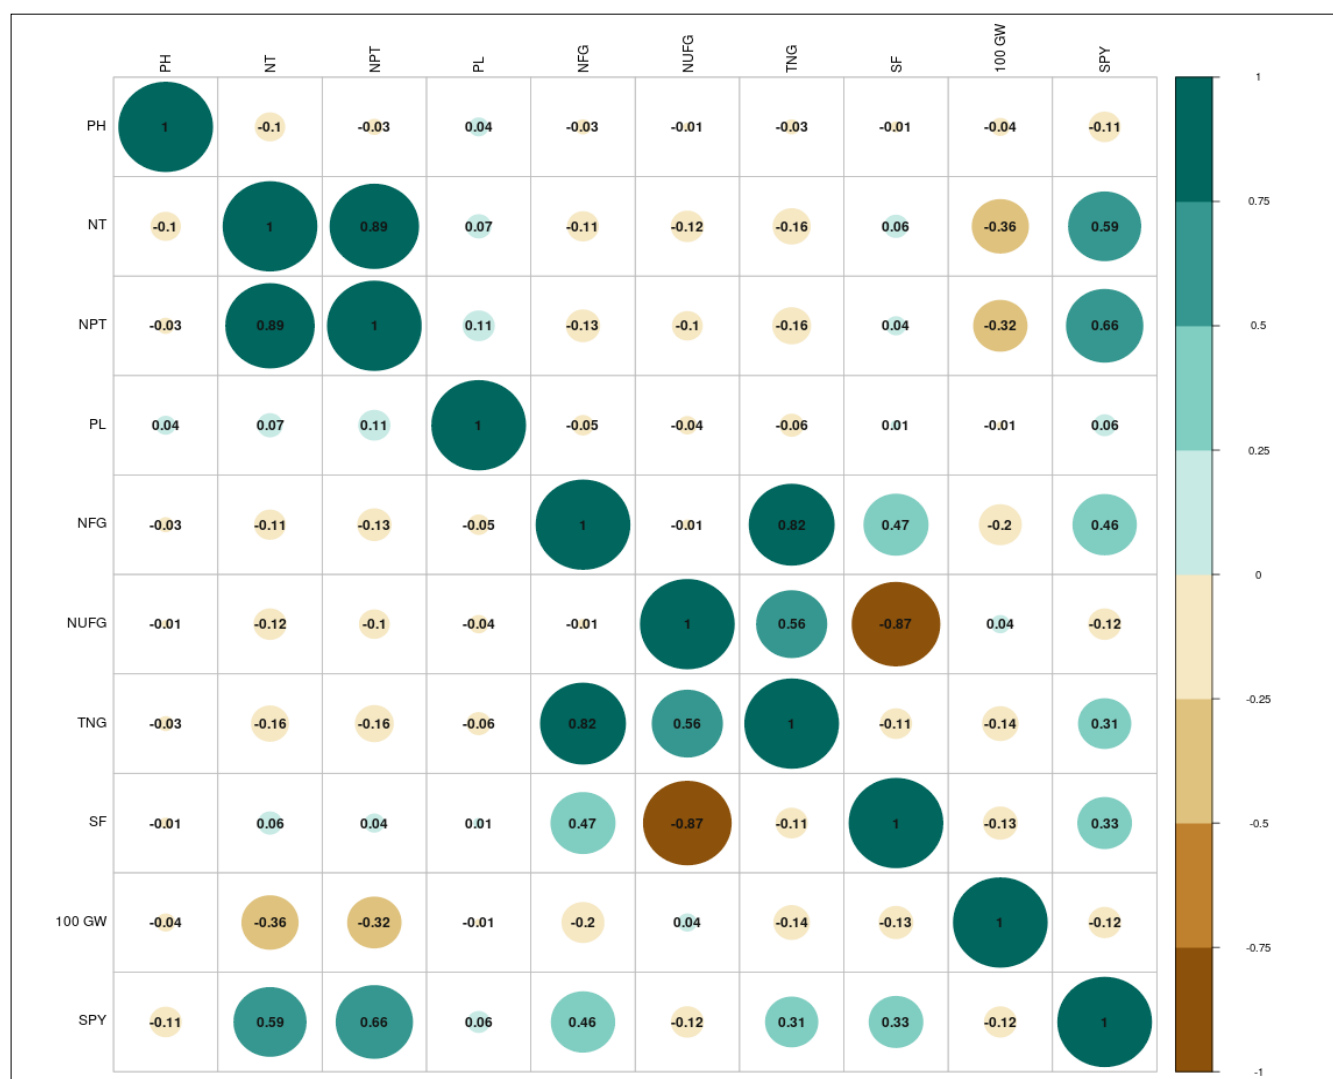 PH NT NPT PL NFG NUFG TNG SF 100 GW SPY
1
PH 1 -0.1 -0.03 0.04 -0.03 -0.01 -0.03 -0.01 -0.04 -0.11
0.75
NT -0.1 1 0.89 0.07 -0.11 -0.12 -0.16 0.06 -0.36 0.59
NPT -0.03 0.89 1 0.11 -0.13 -0.1 -0.16 0.04 -0.32 0.66
0.5
PL 0.04 0.07 0.11 1 -0.05 -0.04 -0.06 0.01 -0.01 0.06
0.25
NFG -0.03 -0.11 -0.13 -0.05 1 -0.01 0.82 0.47 -0.2 0.46
0
NUFG -0.01 -0.12 -0.1 -0.04 -0.01 1 0.56 -0.87 0.04 -0.12
-0.25
TNG -0.03 -0.16 -0.16 -0.06 0.82 0.56 1 -0.11 -0.14 0.31
SF -0.01 0.06 0.04 0.01 0.47 -0.87 -0.11 1 -0.13 0.33
-0.5
100 GW -0.04 -0.36 -0.32 -0.01 -0.2 0.04 -0.14 -0.13 1 -0.12
-0.75
SPY -0.11 0.59 0.66 0.06 0.46 -0.12 0.31 0.33 -0.12 1
-1